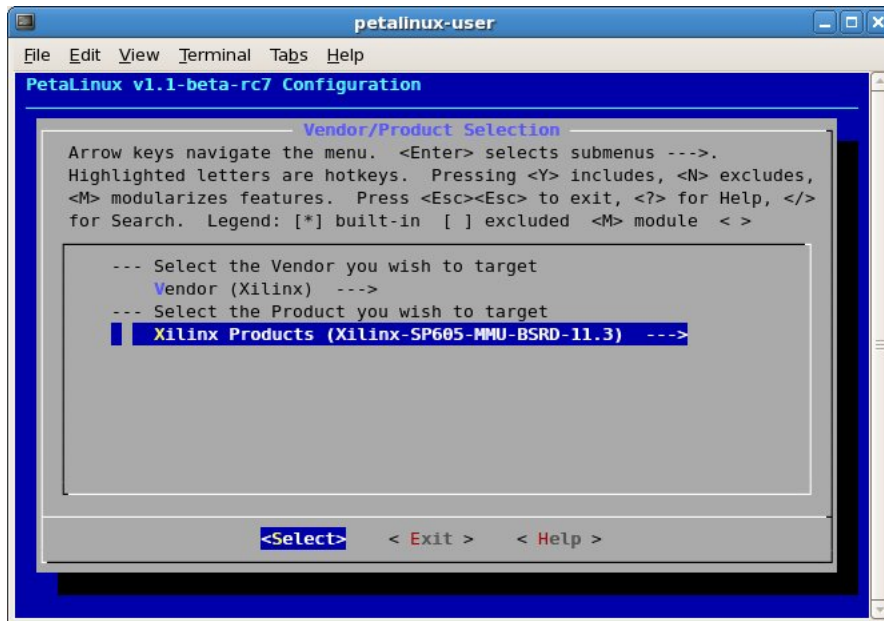 petalinux-user
File Edit View Terminal Tabs Help
PetaLinux v1.1-beta-rc7 Configuration
Vendor/Product Selection
Arrow keys navigate the menu. <Enter> selects submenus --->.
Highlighted letters are hotkeys. Pressing <Y> includes, <N> excludes,
<M> modularizes features. Press <Esc><Esc> to exit, <?> for Help, </>
for Search. Legend: [*] built-in [ ] excluded <M> module < >
--- Select the Vendor you wish to target
Vendor (Xilinx) --->
--- Select the Product you wish to target
Xilinx Products (Xilinx-SP605-MMU-BSRD-11.3) --->
<Select> < Exit > < Help >